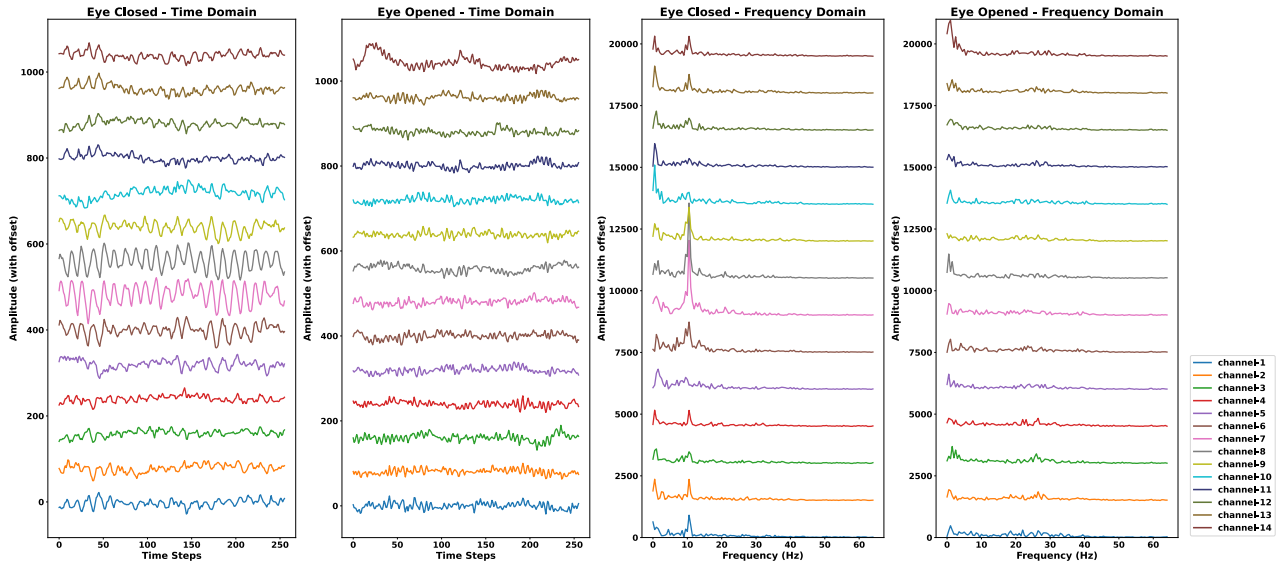 Eye Closed - Time Domain
Amplitude (with offset)
1000
800
600
400
200
0
0
50
100
150
200
250
Time Steps
Eye Opened - Time Domain
Amplitude (with offset)
1000
800
600
400
200
0
0
50
100
150
200
250
Time Steps
Eye Closed - Frequency Domain
Amplitude (with offset)
20000
17500
15000
12500
10000
7500
5000
2500
0
0
10
20
30
40
50
60
Frequency (Hz)
Eye Opened - Frequency Domain
Amplitude (with offset)
20000
17500
15000
12500
10000
7500
5000
2500
0
0
10
20
30
40
50
60
Frequency (Hz)
channel-1
channel-2
channel-3
channel-4
channel-5
channel-6
channel-7
channel-8
channel-9
channel-10
channel-11
channel-12
channel-13
channel-14